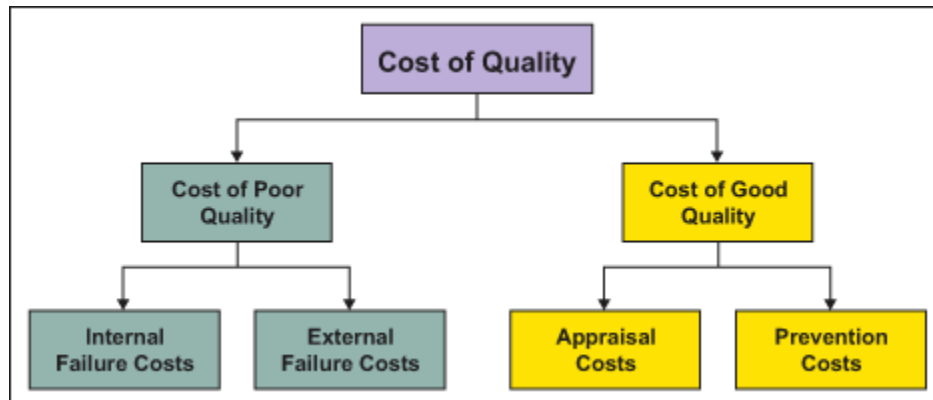 Cost of Quality
Cost of Poor
Quality
Cost of Good
Quality
Internal
Failure Costs
External
Failure Costs
Appraisal
Costs
Prevention
Costs